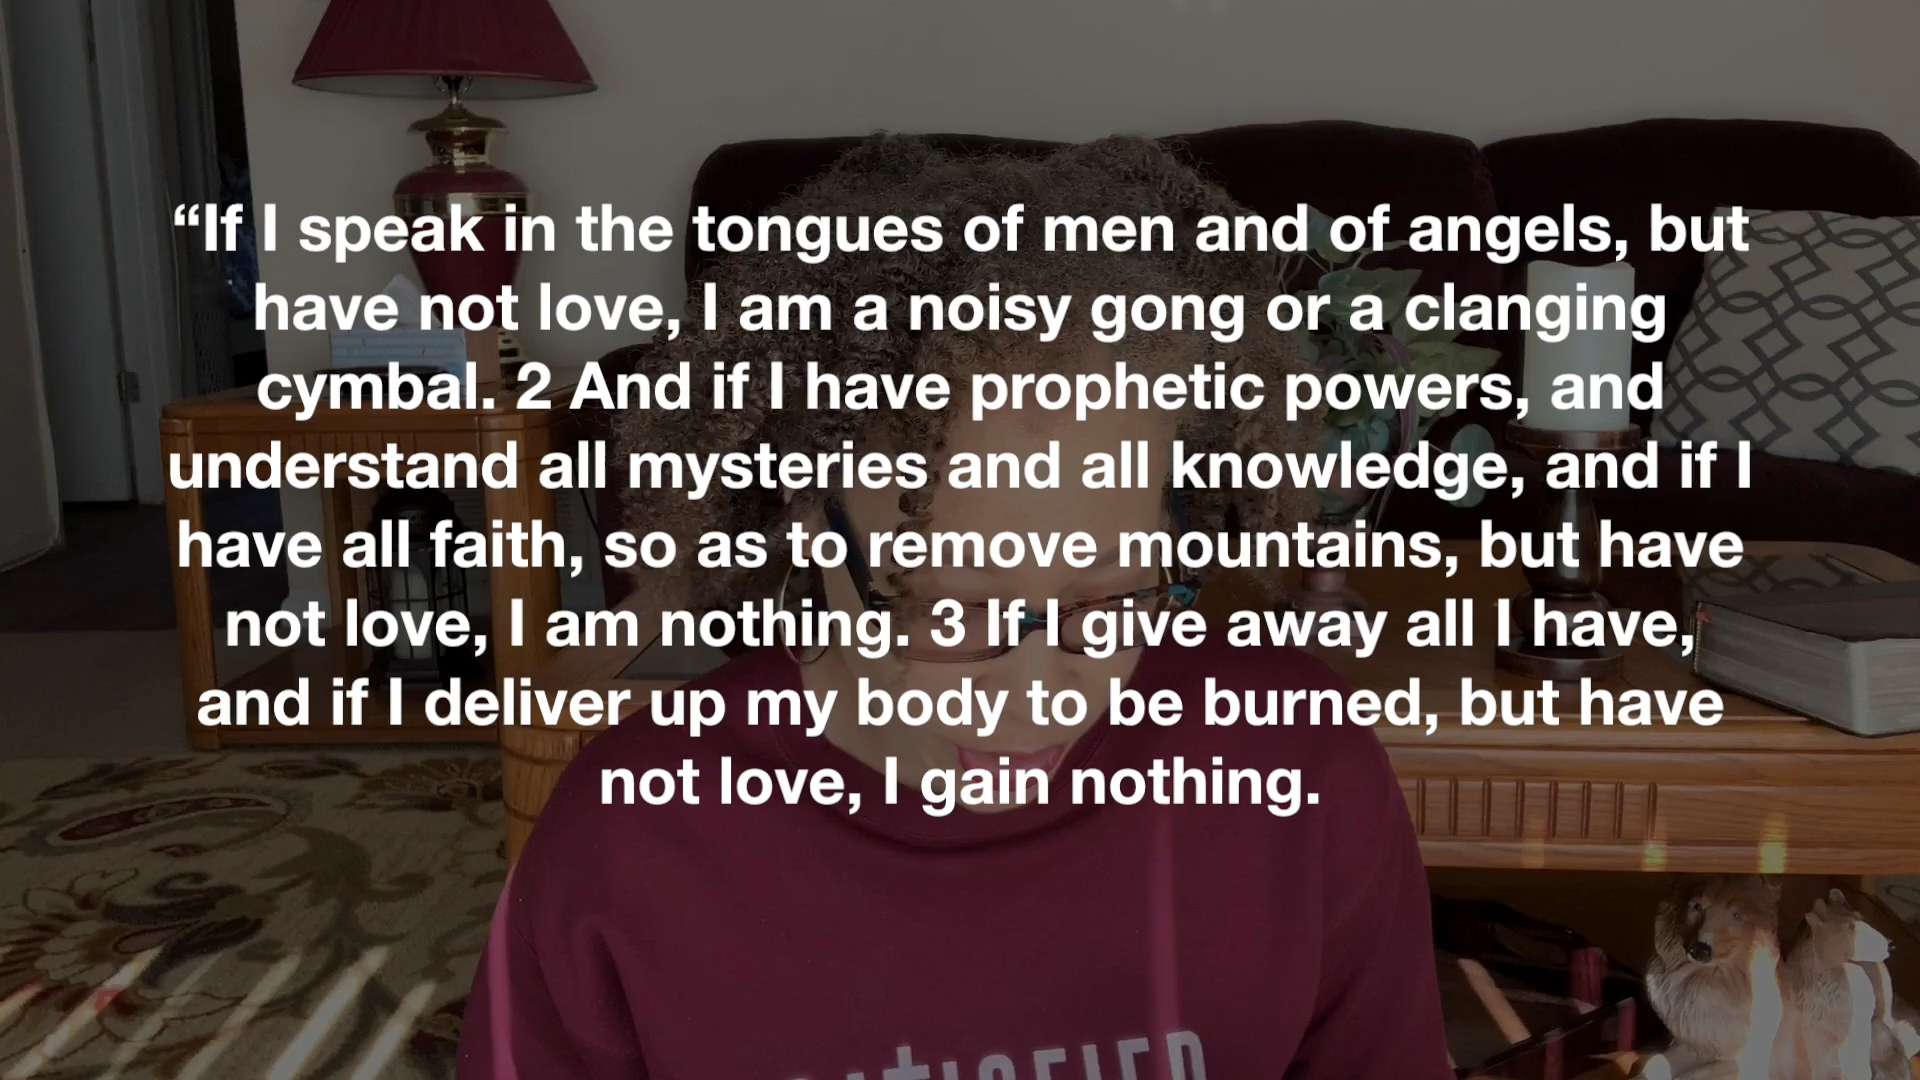 “If I speak in the tongues of men and of angels, but
have not love, I am a noisy gong or a clanging
cymbal. 2 And if I have prophetic powers, and
understand all mysteries and all knowledge, and if I
have all faith, so as to remove mountains, but have
not love, I am nothing. 3 If I give away all I have,
and if I deliver up my body to be burned, but have
not love, I gain nothing.